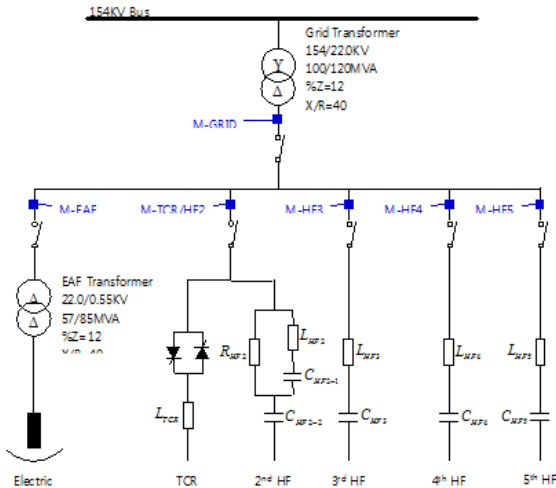 154KV Bus
Grid Transformer
154/22.0KV
100/120MVA
%Z=12
X/R=40
Y
Δ
M-GRID
M-EAF
M-TCR/HF2
M-HF3
M-HF4
M-HF5
EAF Transformer
22.0/0.55KV
57/85MVA
%Z=12
X/R=40
Δ
Δ
R_HF2
L_HF2
C_HF2-1
L_HF3
L_HF4
L_HF5
L_TCR
C_HF2-2
C_HF3
C_HF4
C_HF5
Electric
TCR
2nd HF
3rd HF
4th HF
5th HF